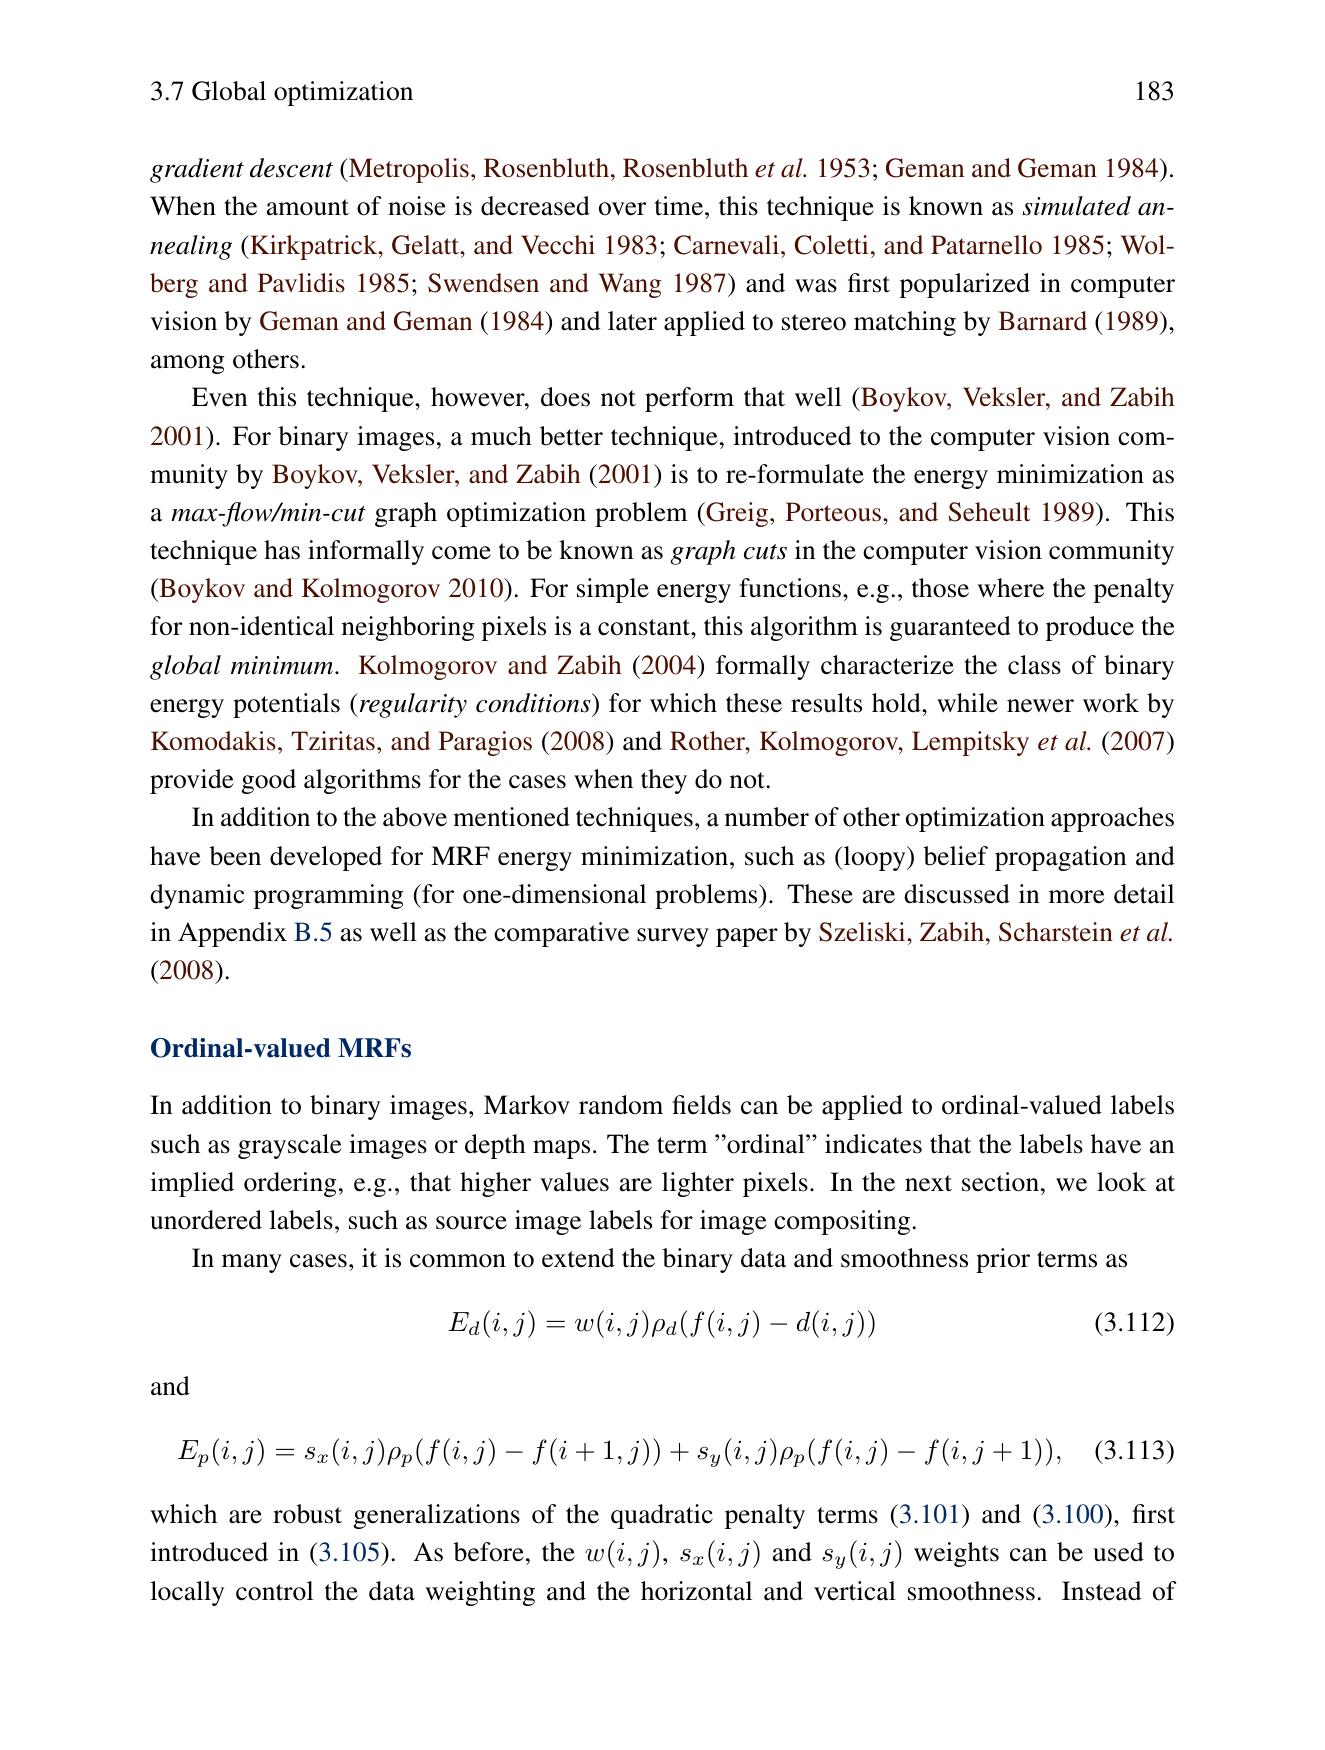 3.7 Global optimization 183
gradient descent (Metropolis, Rosenbluth, Rosenbluth et al. 1953; Geman and Geman 1984).
When the amount of noise is decreased over time, this technique is known as simulated an-
nealing (Kirkpatrick, Gelatt, and Vecchi 1983; Carnevali, Coletti, and Patarnello 1985; Wol-
berg and Pavlidis 1985; Swendsen and Wang 1987) and was first popularized in computer
vision by Geman and Geman (1984) and later applied to stereo matching by Barnard (1989),
among others.
Even this technique, however, does not perform that well (Boykov, Veksler, and Zabih
2001). For binary images, a much better technique, introduced to the computer vision com-
munity by Boykov, Veksler, and Zabih (2001) is to re-formulate the energy minimization as
a max-flow/min-cut graph optimization problem (Greig, Porteous, and Seheult 1989). This
technique has informally come to be known as graph cuts in the computer vision community
(Boykov and Kolmogorov 2010). For simple energy functions, e.g., those where the penalty
for non-identical neighboring pixels is a constant, this algorithm is guaranteed to produce the
global minimum. Kolmogorov and Zabih (2004) formally characterize the class of binary
energy potentials (regularity conditions) for which these results hold, while newer work by
Komodakis, Tziritas, and Paragios (2008) and Rother, Kolmogorov, Lempitsky et al. (2007)
provide good algorithms for the cases when they do not.
In addition to the above mentioned techniques, a number of other optimization approaches
have been developed for MRF energy minimization, such as (loopy) belief propagation and
dynamic programming (for one-dimensional problems). These are discussed in more detail
in Appendix B.5 as well as the comparative survey paper by Szeliski, Zabih, Scharstein et al.
(2008).
Ordinal-valued MRFs
In addition to binary images, Markov random fields can be applied to ordinal-valued labels
such as grayscale images or depth maps. The term ”ordinal” indicates that the labels have an
implied ordering, e.g., that higher values are lighter pixels. In the next section, we look at
unordered labels, such as source image labels for image compositing.
In many cases, it is common to extend the binary data and smoothness prior terms as
E_d(i, j) = w(i, j)ρ_d(f(i, j) − d(i, j)) (3.112)
and
E_p(i, j) = s_x(i, j)ρ_p(f(i, j) − f(i + 1, j)) + s_y(i, j)ρ_p(f(i, j) − f(i, j + 1)), (3.113)
which are robust generalizations of the quadratic penalty terms (3.101) and (3.100), first
introduced in (3.105). As before, the w(i, j), s_x(i, j) and s_y(i, j) weights can be used to
locally control the data weighting and the horizontal and vertical smoothness. Instead of